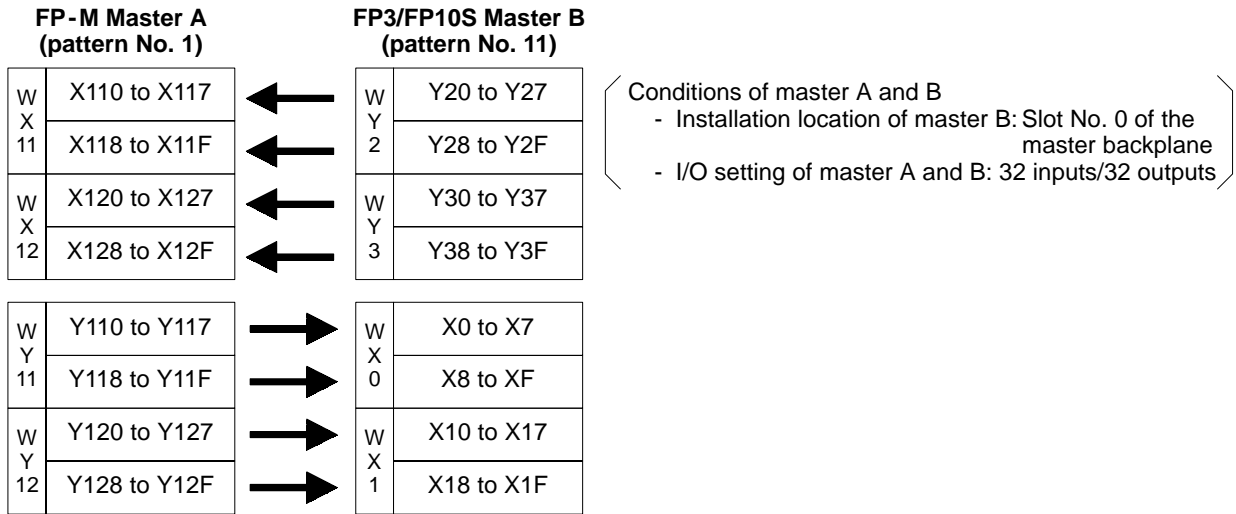 FP-M Master A
(pattern No. 1)
FP3/FP10S Master B
(pattern No. 11)
W
X
11
X110 to X117
X118 to X11F
W
X
12
X120 to X127
X128 to X12F
W
Y
2
Y20 to Y27
Y28 to Y2F
W
Y
3
Y30 to Y37
Y38 to Y3F
Conditions of master A and B
- Installation location of master B: Slot No. 0 of the
master backplane
- I/O setting of master A and B: 32 inputs/32 outputs
W
Y
11
Y110 to Y117
Y118 to Y11F
W
Y
12
Y120 to Y127
Y128 to Y12F
W
X
0
X0 to X7
X8 to XF
W
X
1
X10 to X17
X18 to X1F